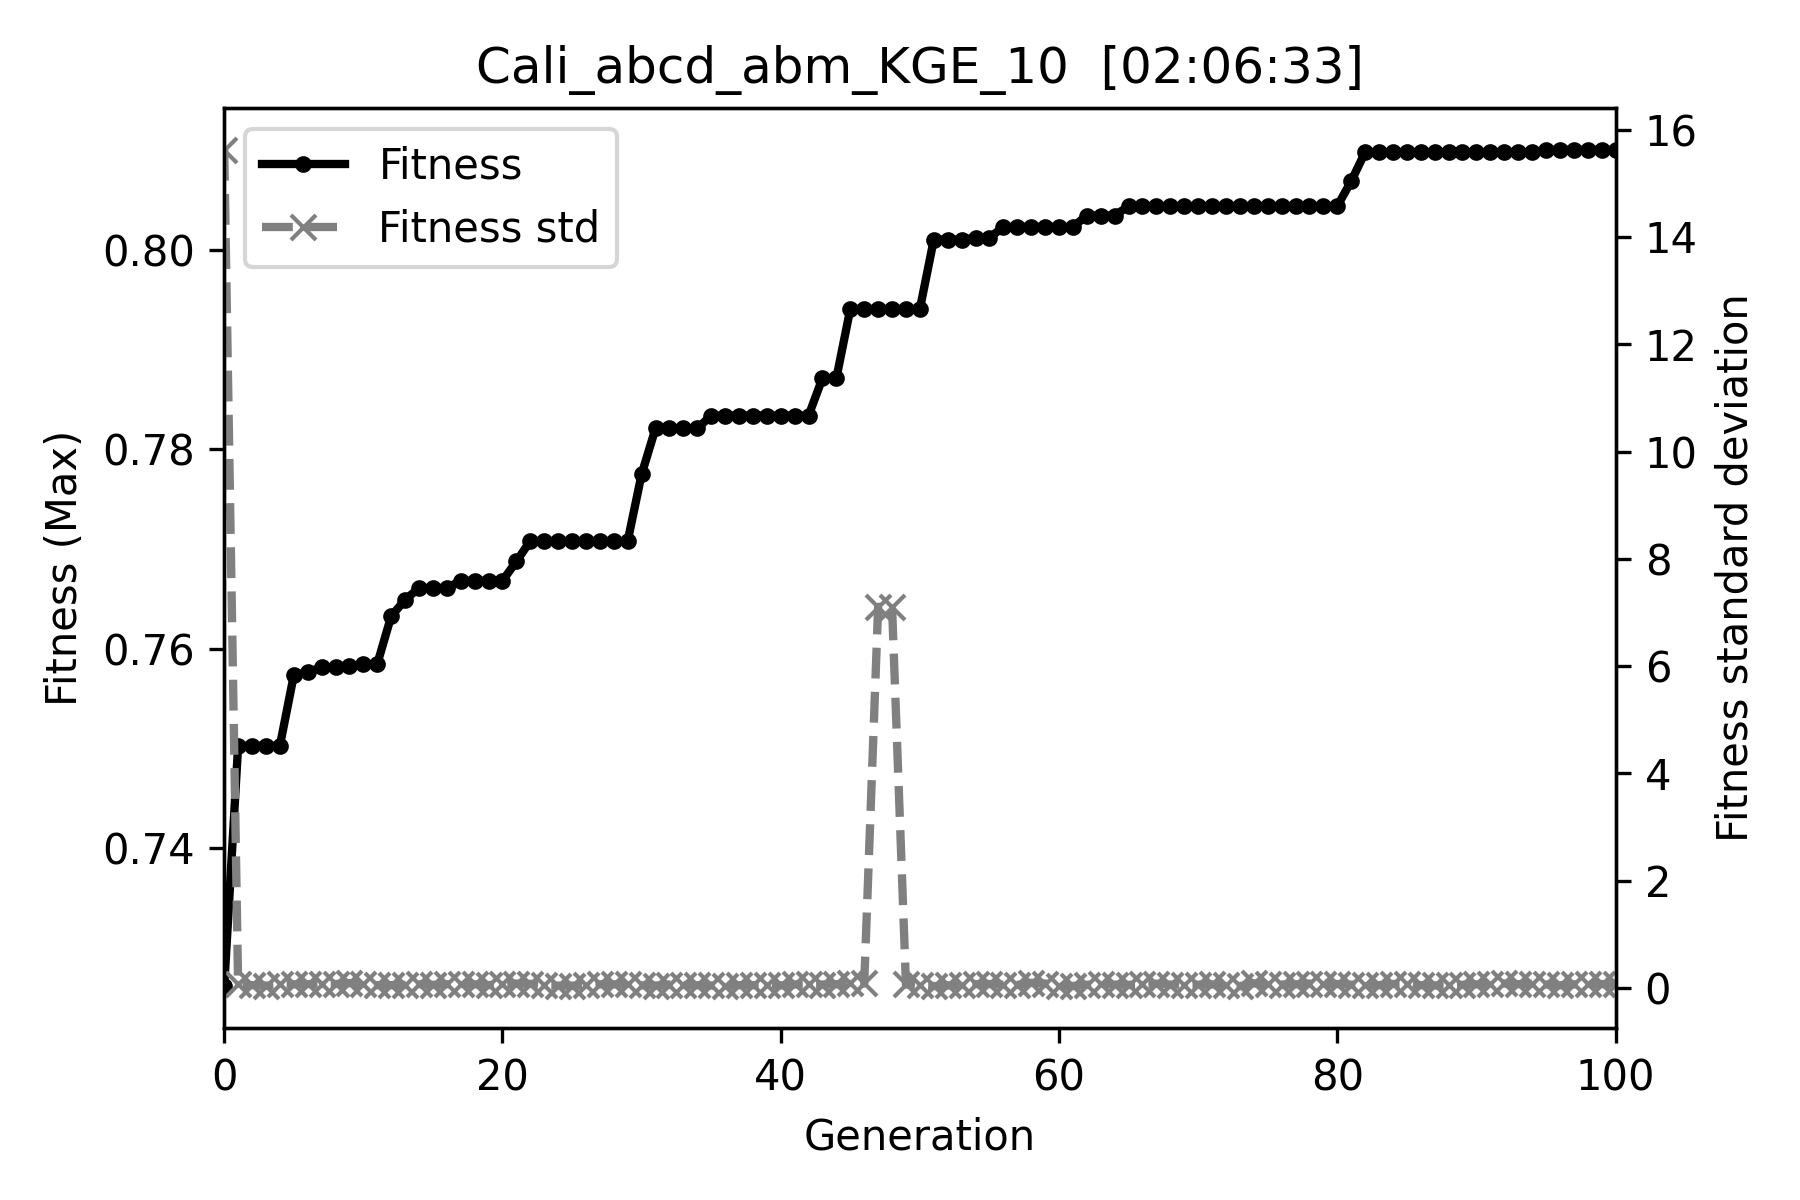 Cali_abcd_abm_KGE_10 [02:06:33]
Fitness
Fitness std
Fitness (Max)
0.80
0.78
0.76
0.74
16
14
12
10
8
6
4
2
0
Fitness standard deviation
0 20 40 60 80 100
Generation